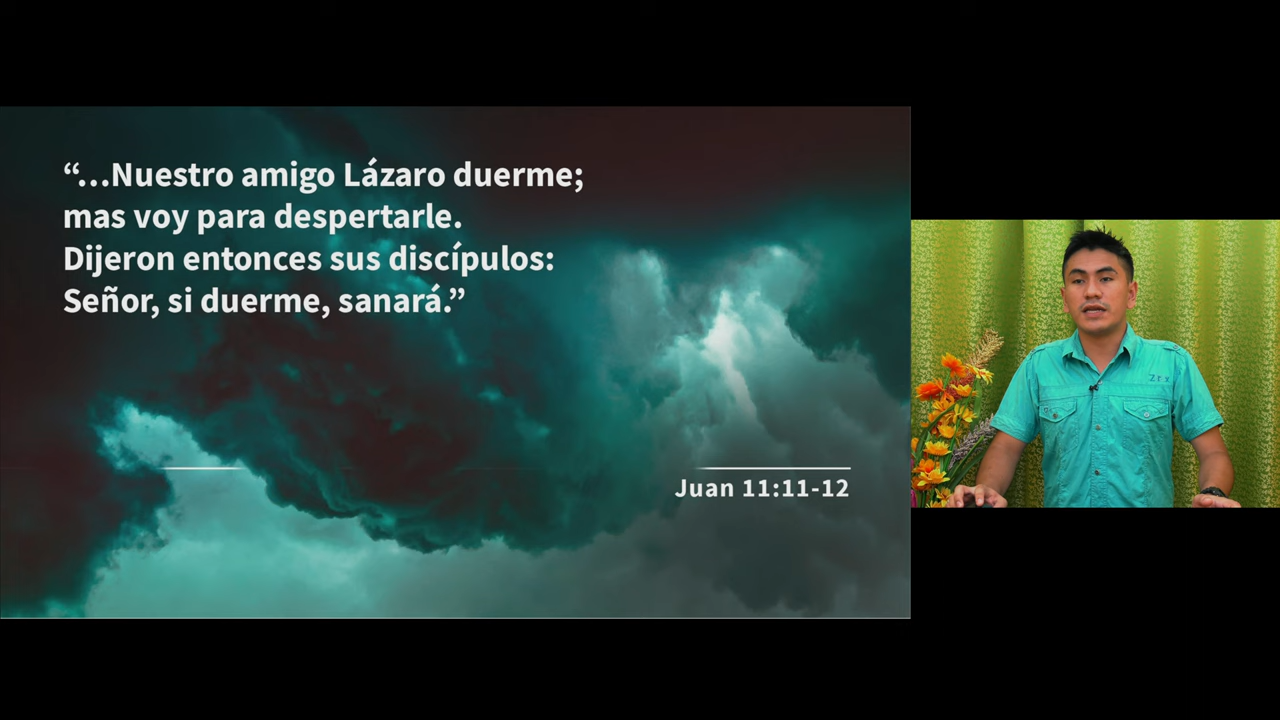 “…Nuestro amigo Lázaro duerme;
mas voy para despertarle.
Dijeron entonces sus discípulos:
Señor, si duerme, sanará.”
Juan 11:11-12